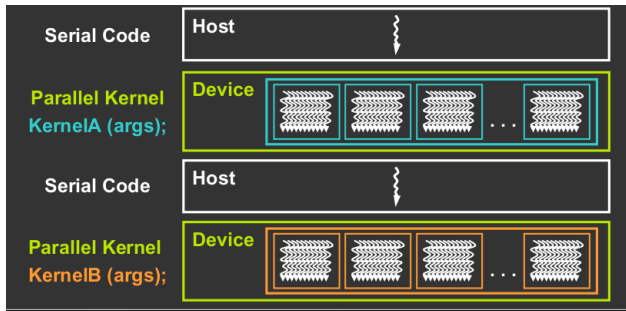 Serial Code
Host
Parallel Kernel
KernelA (args);
Device
...
Serial Code
Host
Parallel Kernel
KernelB (args);
Device
...